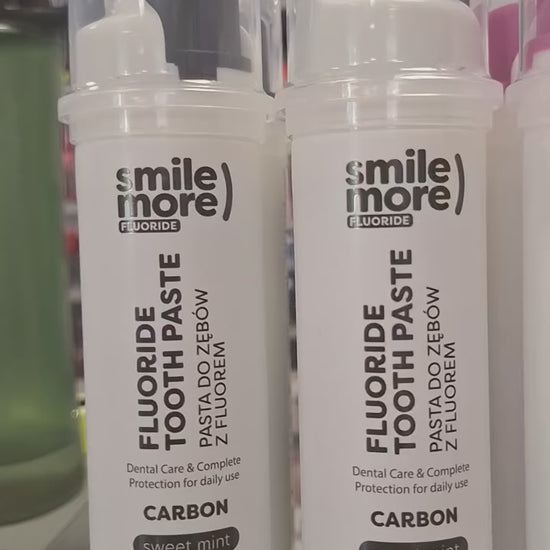 smile
more)
FLUORIDE
FLUORIDE
TOOTH PASTE
PASTA DO ZĘBÓW
Z FLUOREM
Dental Care & Complete
Protection for daily use
CARBON
sweet mint
smile
more)
FLUORIDE
FLUORIDE
TOOTH PASTE
PASTA DO ZĘBÓW
Z FLUOREM
Dental Care & Complete
Protection for daily use
CARBON